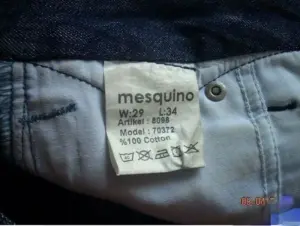 mesquino
W:29 L:34
Artikel : 8098
Model : 70372
%100 Cotton